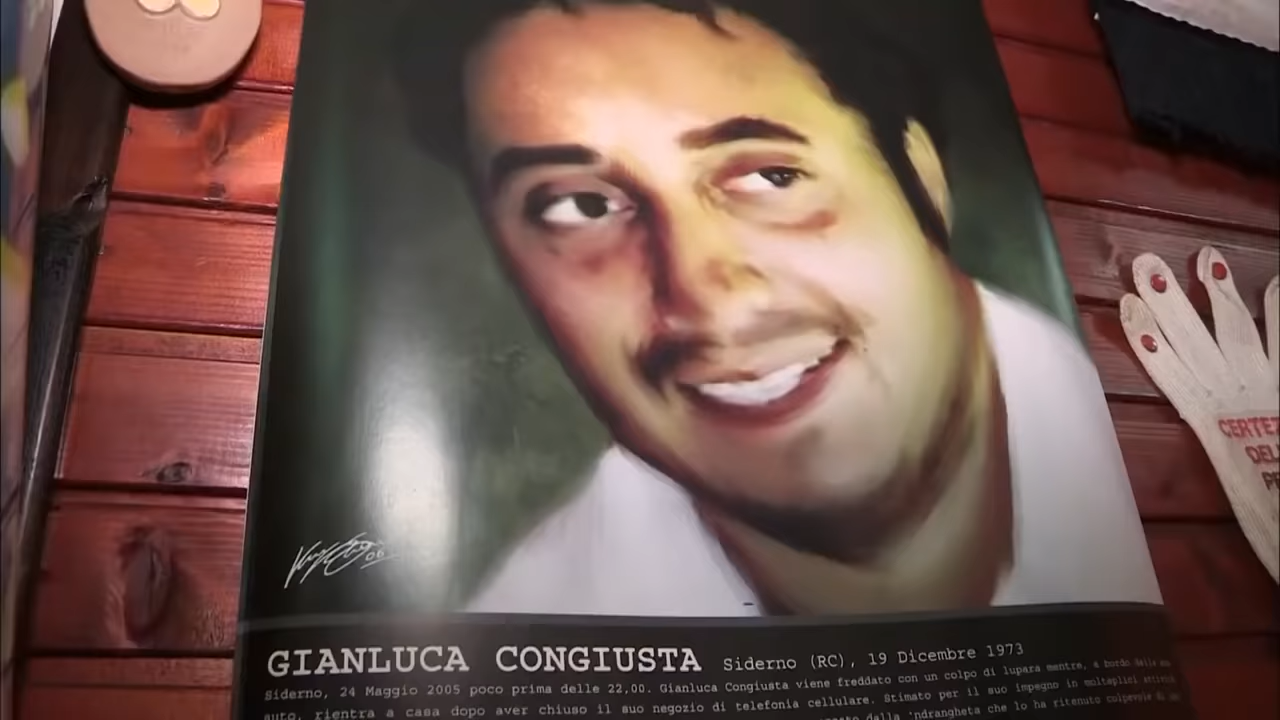 06
GIANLUCA CONGIUSTA Siderno (RC), 19 Dicembre 1973
Siderno, 24 Maggio 2005 poco prima delle 22,00. Gianluca Congiusta viene freddato con un colpo di lupara mentre, a bordo della sua
auto, rientra a casa dopo aver chiuso il suo negozio di telefonia cellulare. Stimato per il suo impegno in molteplici attività
dalla 'ndrangheta che lo ha ritenuto colpevole di
CERTEZ
DEL